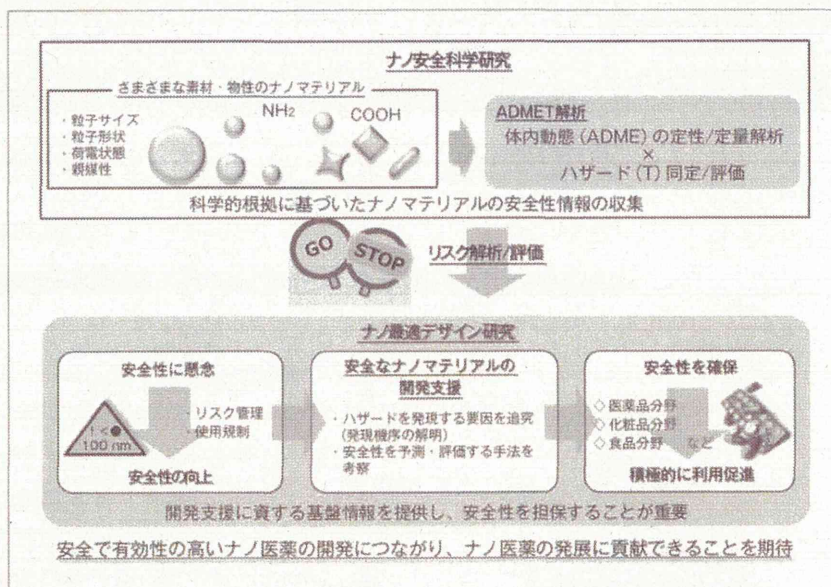 ナノ安全科学研究
さまざまな素材・物性のナノマテリアル
・粒子サイズ
・粒子形状
・荷電状態
・親媒性
NH2
COOH
ADMET解析
体内動態(ADME)の定性/定量解析
×
ハザード(T)同定/評価
科学的根拠に基づいたナノマテリアルの安全性情報の収集
GO
STOP
リスク解析/評価
ナノ最適デザイン研究
安全性に懸念
1 <●
100 nm
・リスク管理
・使用規制
安全性の向上
安全なナノマテリアルの
開発支援
・ハザードを発現する要因を追究
(発現機序の解明)
・安全性を予測・評価する手法を
考察
安全性を確保
◇医薬品分野
◇化粧品分野
◇食品分野 など
積極的に利用促進
開発支援に資する基盤情報を提供し、安全性を担保することが重要
安全で有効性の高いナノ医薬の開発につながり、ナノ医薬の発展に貢献できることを期待